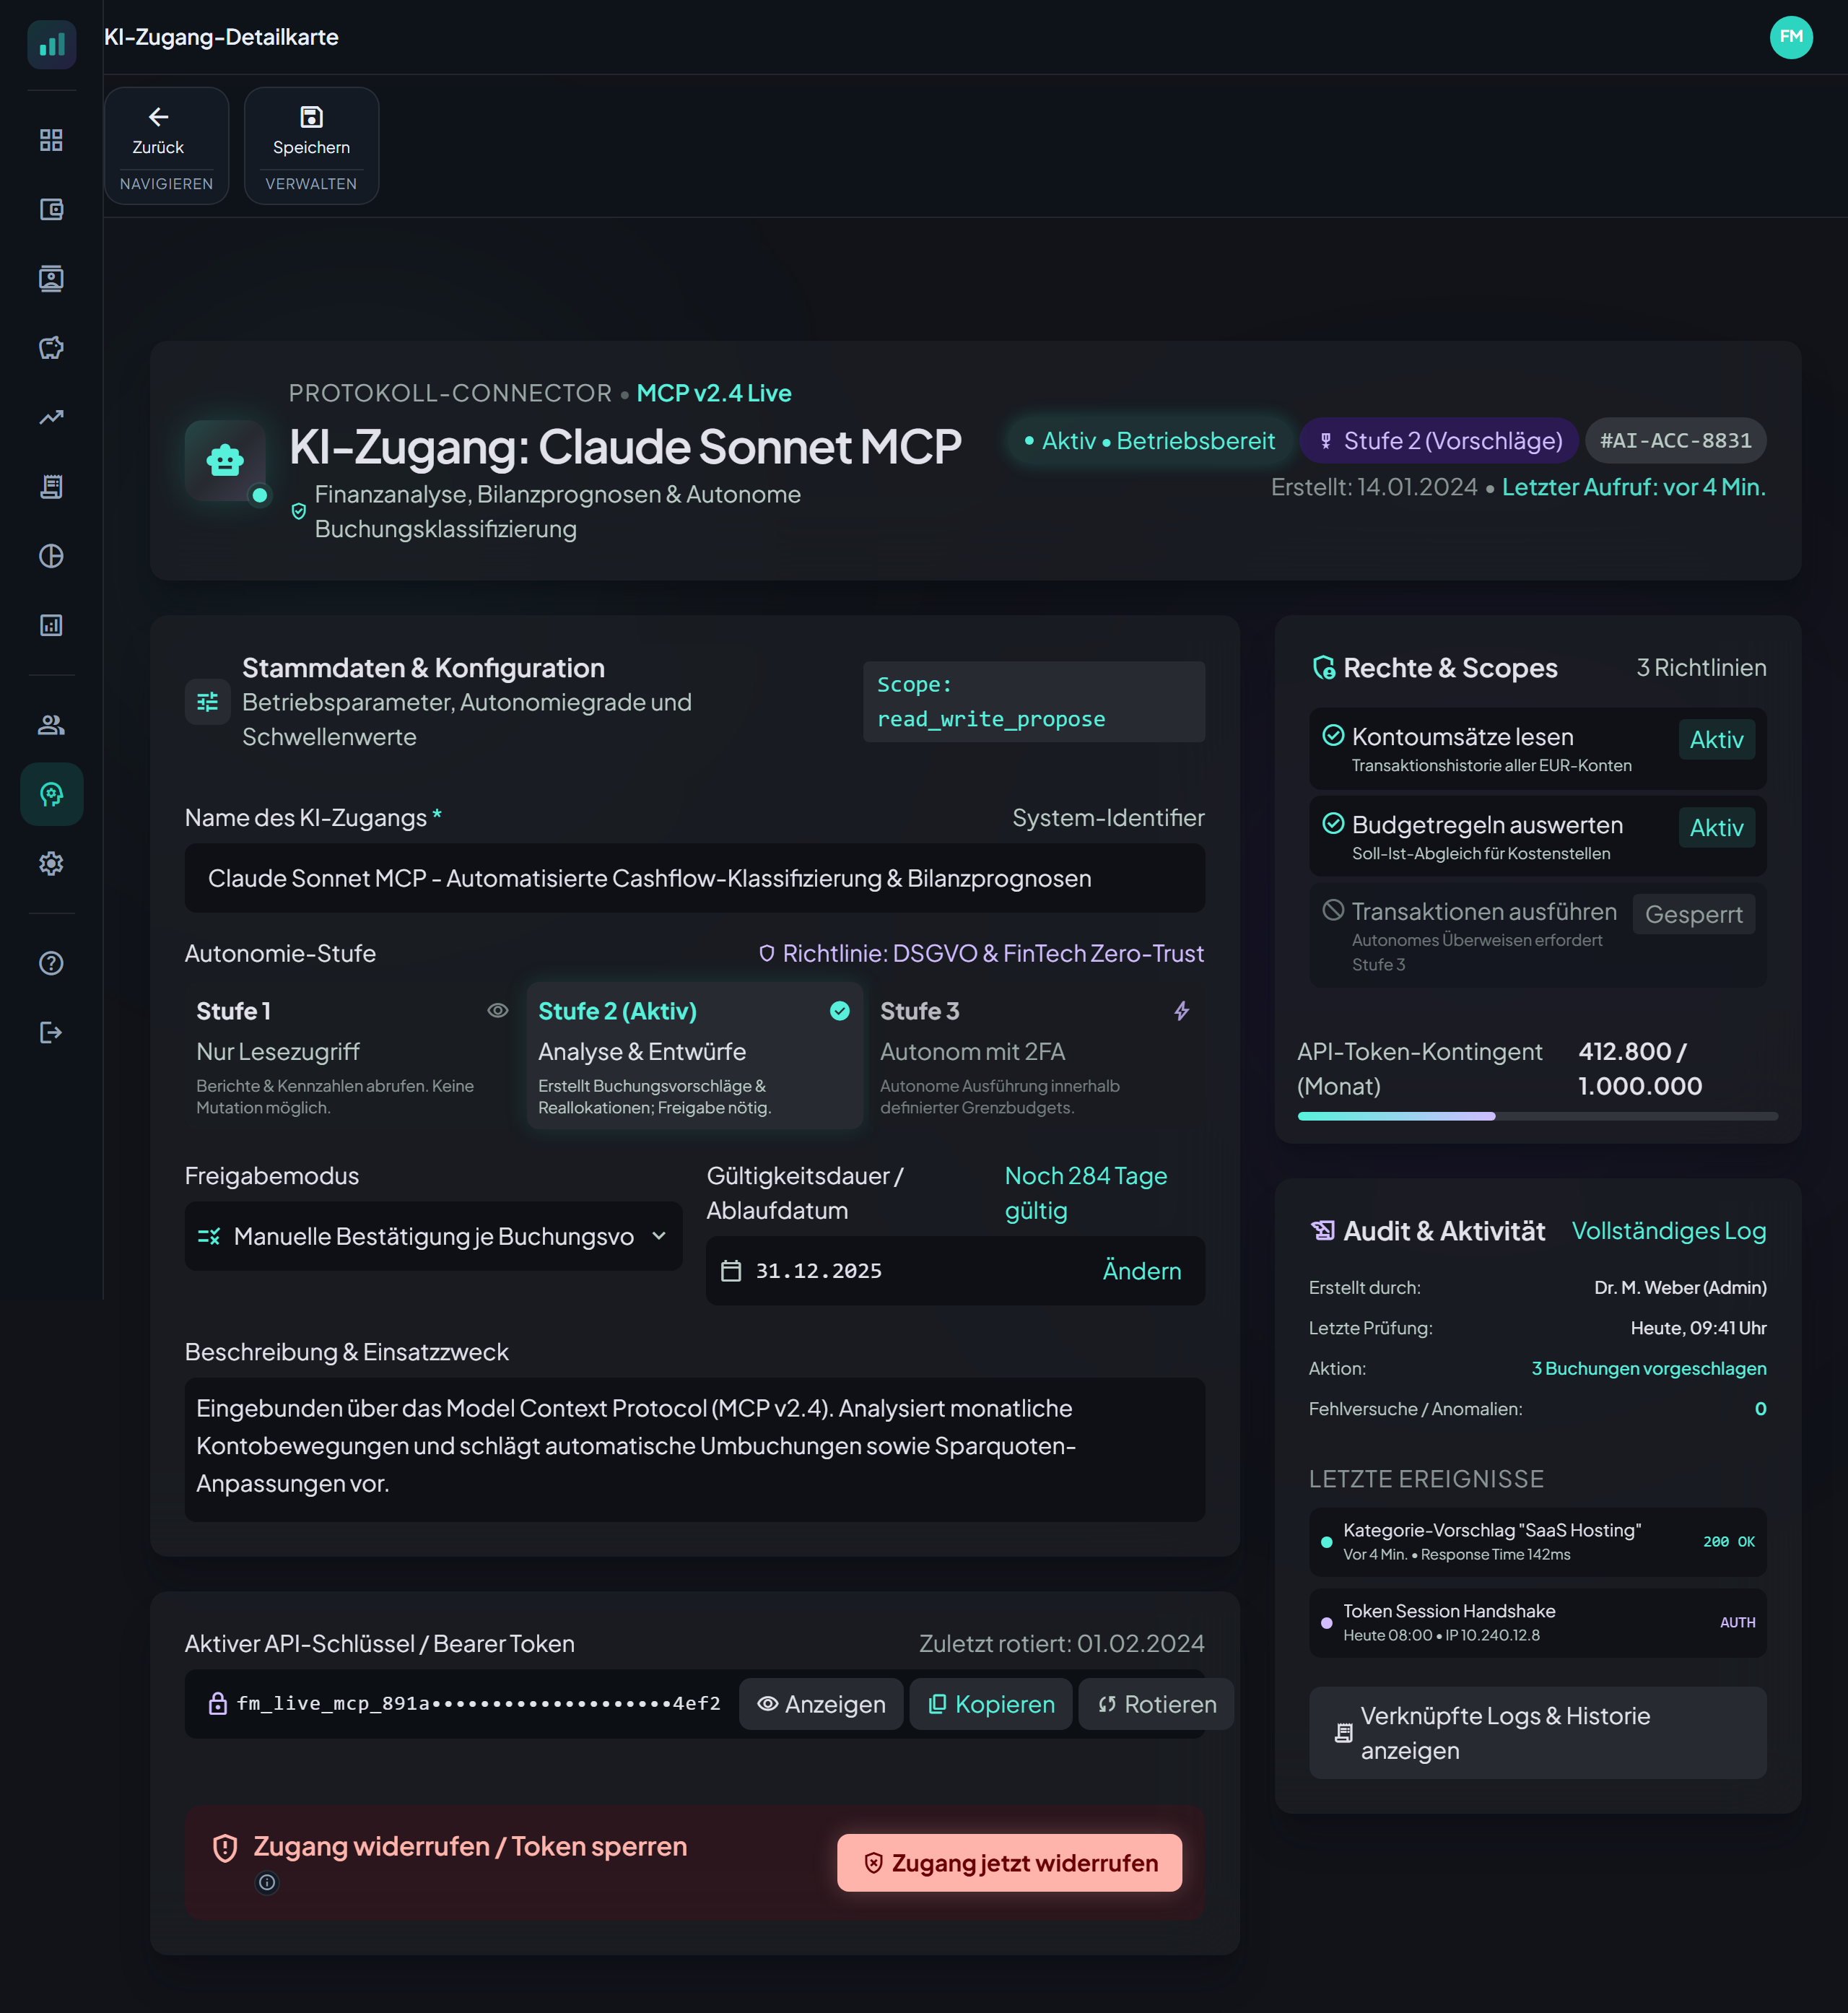 KI-Zugang-Detailkarte
FM
Zurück
NAVIGIEREN
Speichern
VERWALTEN
PROTOKOLL-CONNECTOR • MCP v2.4 Live
KI-Zugang: Claude Sonnet MCP
Finanzanalyse, Bilanzprognosen & Autonome
Buchungsklassifizierung
• Aktiv • Betriebsbereit
Stufe 2 (Vorschläge)
#AI-ACC-8831
Erstellt: 14.01.2024 • Letzter Aufruf: vor 4 Min.
Stammdaten & Konfiguration
Betriebsparameter, Autonomiegrade und
Schwellenwerte
Scope:
read_write_propose
Name des KI-Zugangs *
System-Identifier
Claude Sonnet MCP - Automatisierte Cashflow-Klassifizierung & Bilanzprognosen
Autonomie-Stufe
Richtlinie: DSGVO & FinTech Zero-Trust
Stufe 1
Nur Lesezugriff
Berichte & Kennzahlen abrufen. Keine
Mutation möglich.
Stufe 2 (Aktiv)
Analyse & Entwürfe
Erstellt Buchungsvorschläge &
Reallokationen; Freigabe nötig.
Stufe 3
Autonom mit 2FA
Autonome Ausführung innerhalb
definierter Grenzbudgets.
Freigabemodus
Manuelle Bestätigung je Buchungsvo
Gültigkeitsdauer /
Ablaufdatum
Noch 284 Tage
gültig
31.12.2025
Ändern
Beschreibung & Einsatzzweck
Eingebunden über das Model Context Protocol (MCP v2.4). Analysiert monatliche
Kontobewegungen und schlägt automatische Umbuchungen sowie Sparquoten-
Anpassungen vor.
Aktiver API-Schlüssel / Bearer Token
Zuletzt rotiert: 01.02.2024
fm_live_mcp_891a••••••••••••••••••••4ef2
Anzeigen
Kopieren
Rotieren
Zugang widerrufen / Token sperren
Zugang jetzt widerrufen
Rechte & Scopes
3 Richtlinien
Kontoumsätze lesen
Transaktionshistorie aller EUR-Konten
Aktiv
Budgetregeln auswerten
Soll-Ist-Abgleich für Kostenstellen
Aktiv
Transaktionen ausführen
Autonomes Überweisen erfordert
Stufe 3
Gesperrt
API-Token-Kontingent
(Monat)
412.800 /
1.000.000
Audit & Aktivität
Vollständiges Log
Erstellt durch:
Dr. M. Weber (Admin)
Letzte Prüfung:
Heute, 09:41 Uhr
Aktion:
3 Buchungen vorgeschlagen
Fehlversuche / Anomalien:
0
LETZTE EREIGNISSE
Kategorie-Vorschlag "SaaS Hosting"
Vor 4 Min. • Response Time 142ms
200 OK
Token Session Handshake
Heute 08:00 • IP 10.240.12.8
AUTH
Verknüpfte Logs & Historie
anzeigen